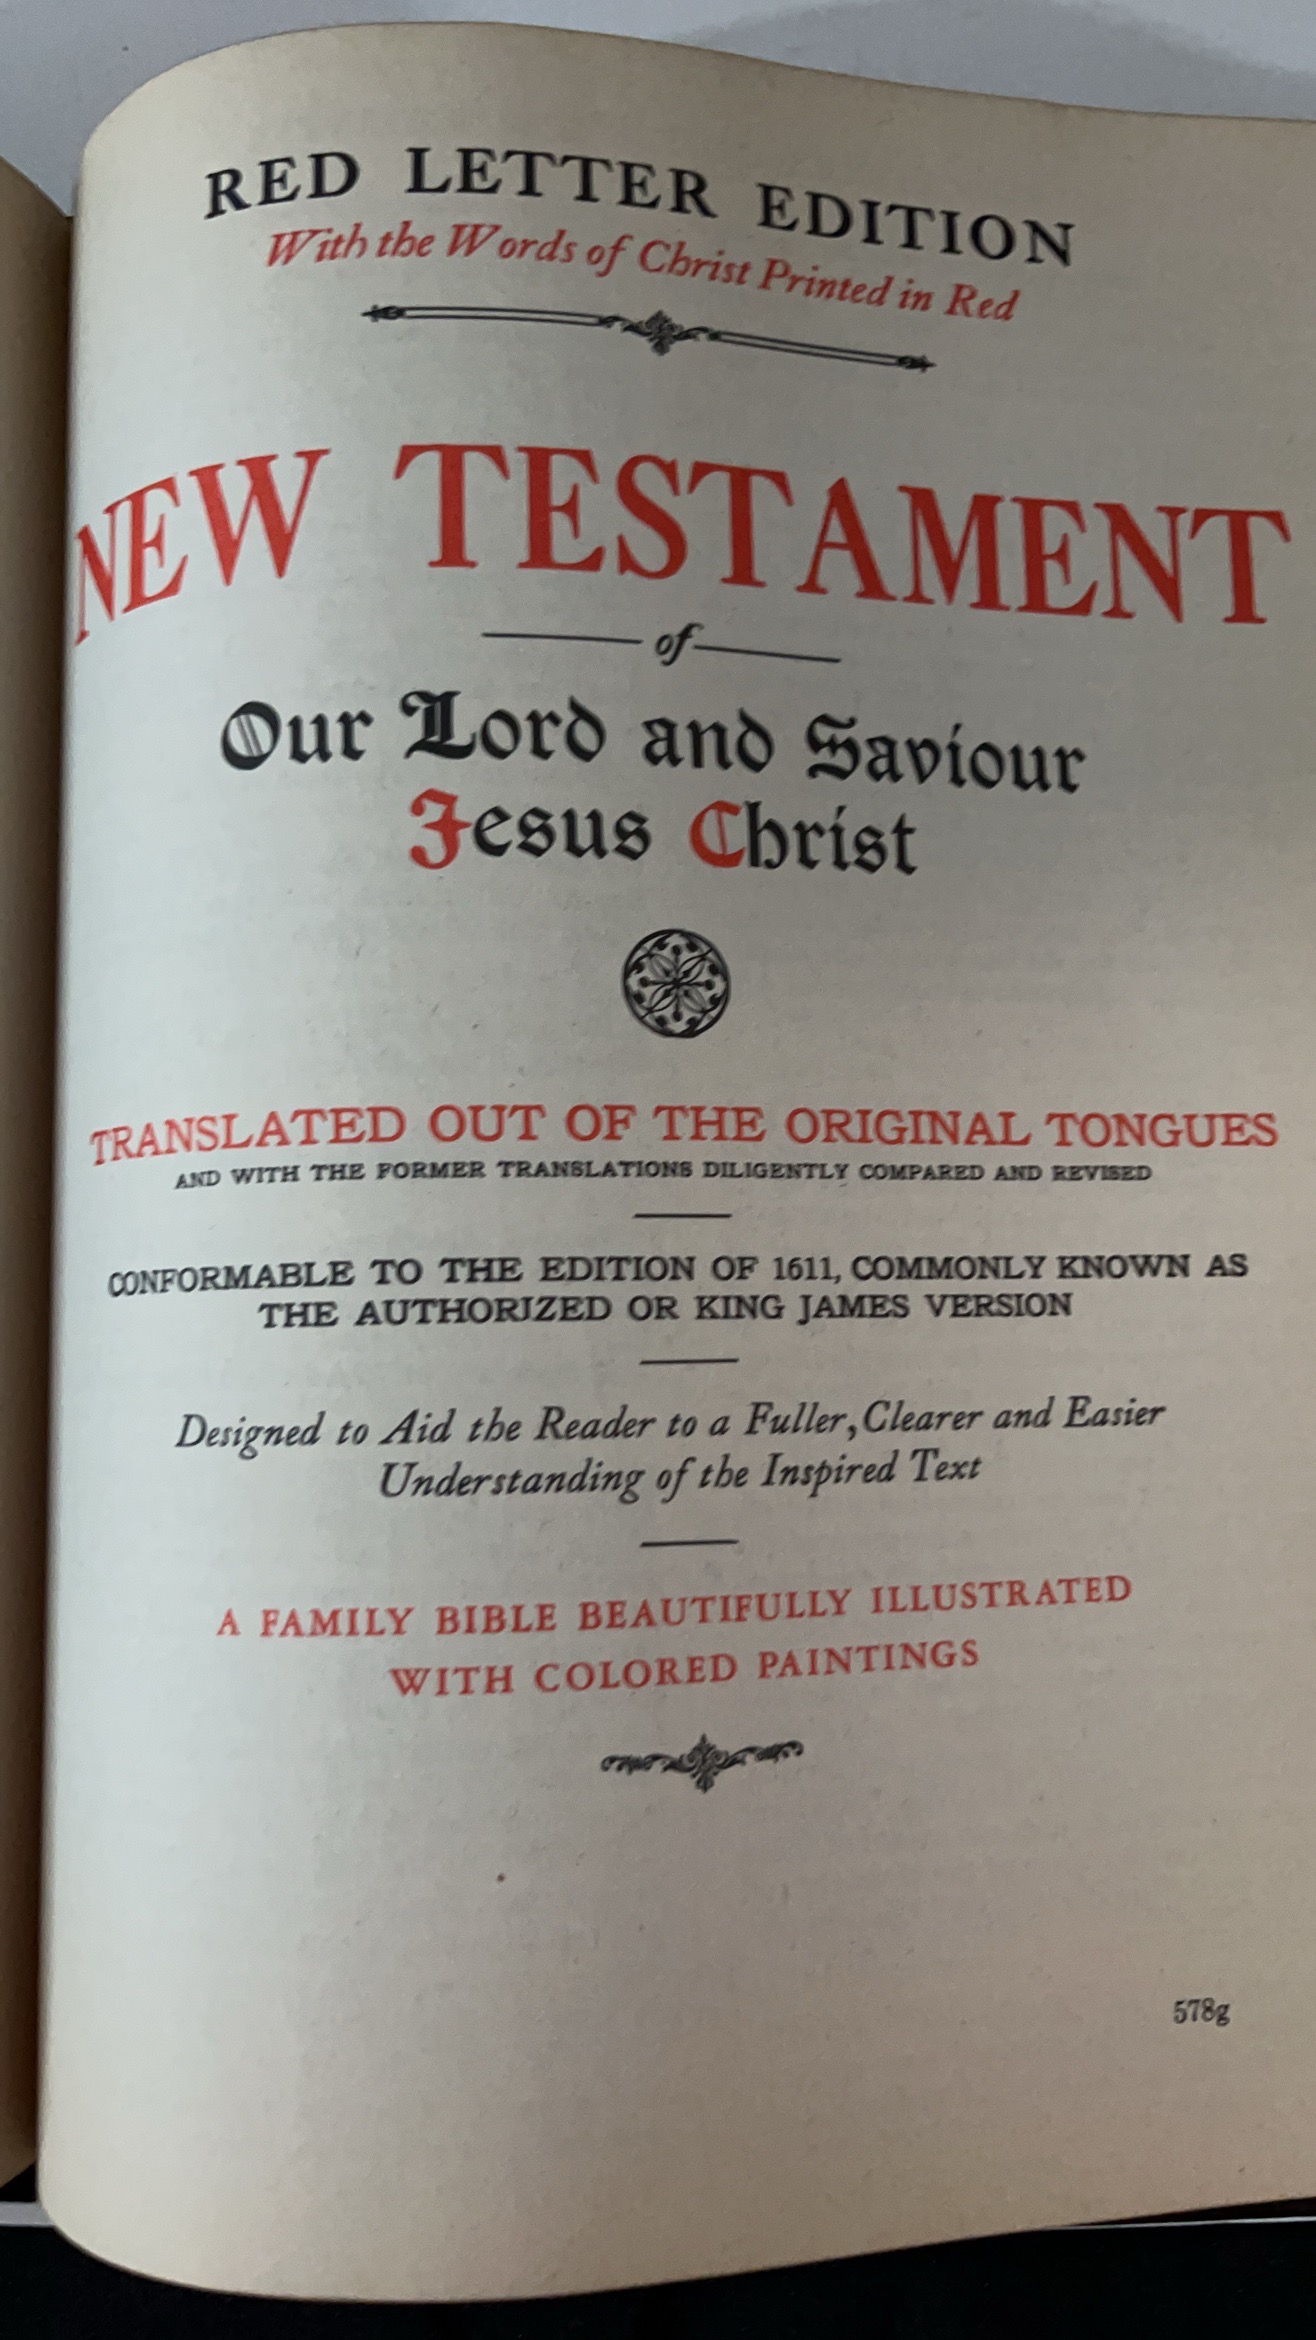 RED LETTER EDITION
With the Words of Christ Printed in Red
NEW TESTAMENT
of
Our Lord and Saviour
Jesus Christ
TRANSLATED OUT OF THE ORIGINAL TONGUES
AND WITH THE FORMER TRANSLATIONS DILIGENTLY COMPARED AND REVISED
CONFORMABLE TO THE EDITION OF 1611, COMMONLY KNOWN AS
THE AUTHORIZED OR KING JAMES VERSION
Designed to Aid the Reader to a Fuller, Clearer and Easier
Understanding of the Inspired Text
A FAMILY BIBLE BEAUTIFULLY ILLUSTRATED
WITH COLORED PAINTINGS
578g